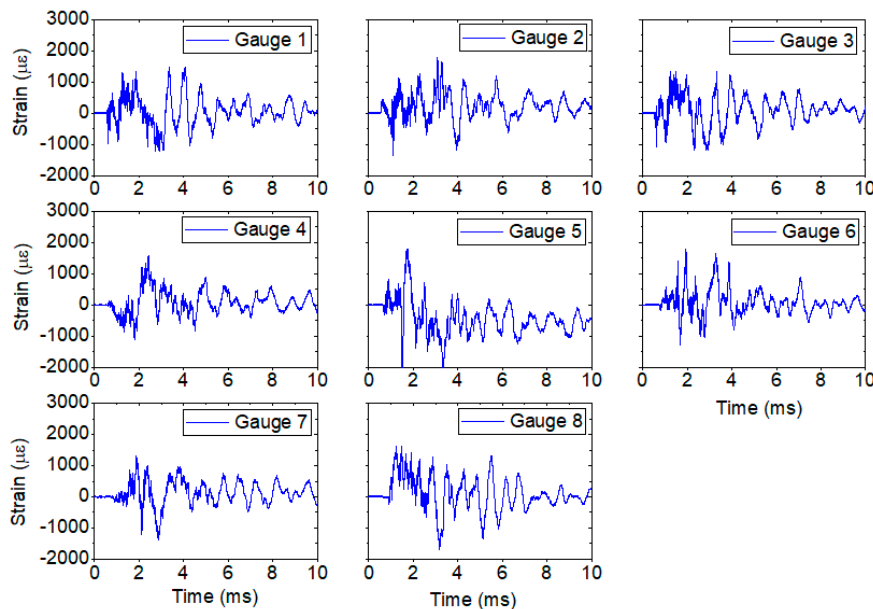 3000
2000
1000
0
-1000
-2000
Strain (με)
Gauge 1
0 2 4 6 8 10
Gauge 2
0 2 4 6 8 10
Gauge 3
0 2 4 6 8 10
3000
2000
1000
0
-1000
-2000
Strain (με)
Gauge 4
0 2 4 6 8 10
Gauge 5
0 2 4 6 8 10
Gauge 6
0 2 4 6 8 10
Time (ms)
3000
2000
1000
0
-1000
-2000
Strain (με)
Gauge 7
0 2 4 6 8 10
Time (ms)
Gauge 8
0 2 4 6 8 10
Time (ms)